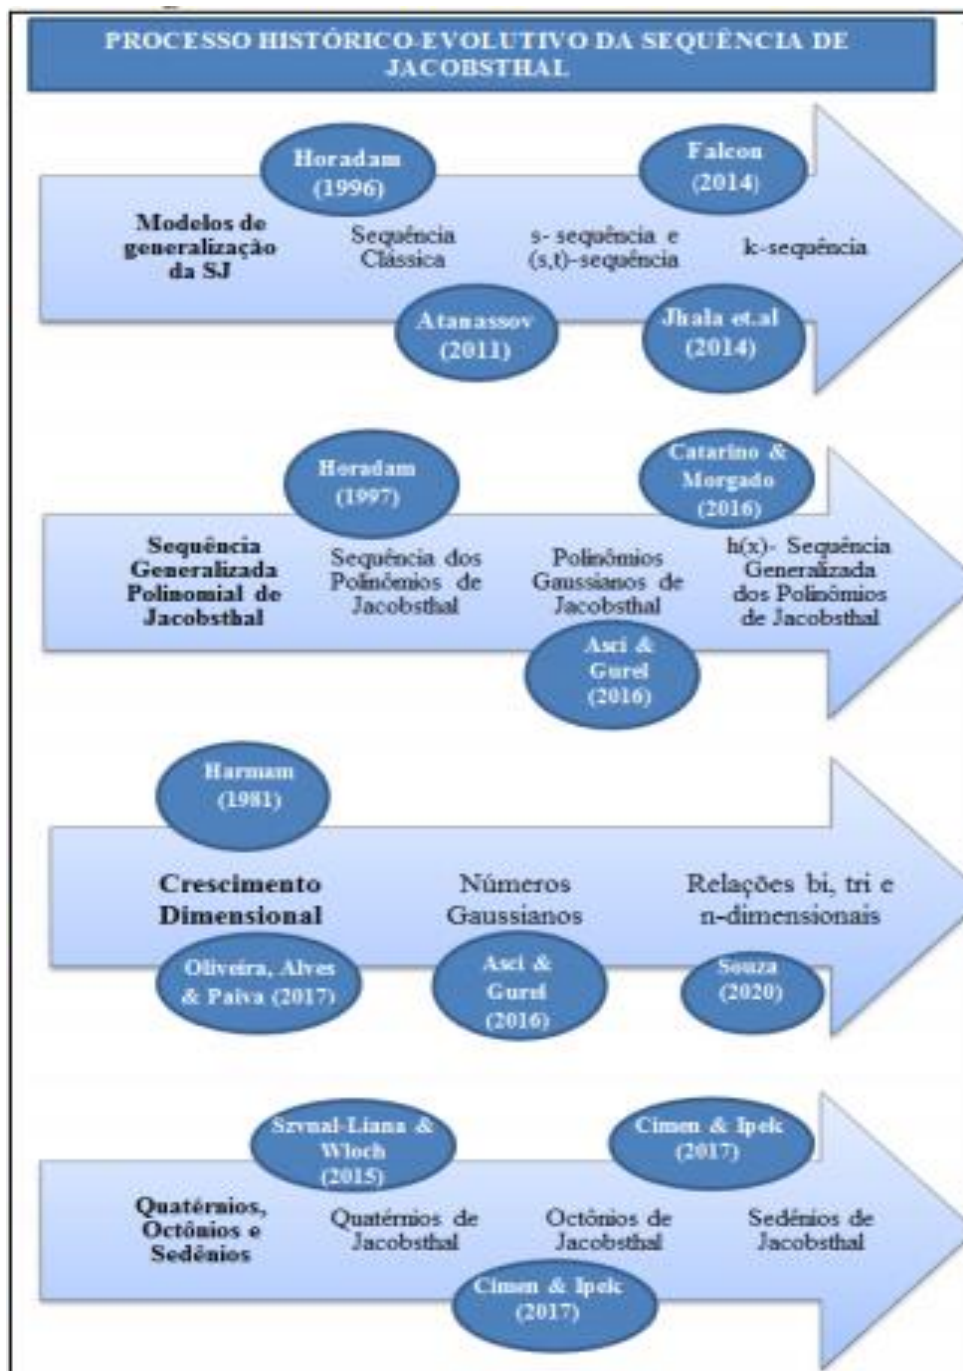 PROCESSO HISTÓRICO-EVOLUTIVO DA SEQUÊNCIA DE
JACOBSTHAL
Horadam
(1996)
Falcon
(2014)
Modelos de
generalização
da SJ
Sequência
Clássica
s- sequência e
(s,t)-sequência
k-sequência
Atanassov
(2011)
Jhala et.al
(2014)
Horadam
(1997)
Catarino &
Morgado
(2016)
Sequência
Generalizada
Polinomial de
Jacobsthal
Sequência dos
Polinômios de
Jacobsthal
Polinômios
Gaussianos de
Jacobsthal
h(x)- Sequência
Generalizada
dos Polinômios
de Jacobsthal
Asci &
Gurel
(2016)
Harmam
(1981)
Crescimento
Dimensional
Números
Gaussianos
Relações bi, tri e
n-dimensionais
Oliveira, Alves
& Paiva (2017)
Asci &
Gurel
(2016)
Souza
(2020)
Szynal-Liana &
Wloch
(2015)
Cimen & Ipek
(2017)
Quatérnios,
Octônios e
Sedênios
Quatérnios de
Jacobsthal
Octônios de
Jacobsthal
Sedênios de
Jacobsthal
Cimen & Ipek
(2017)